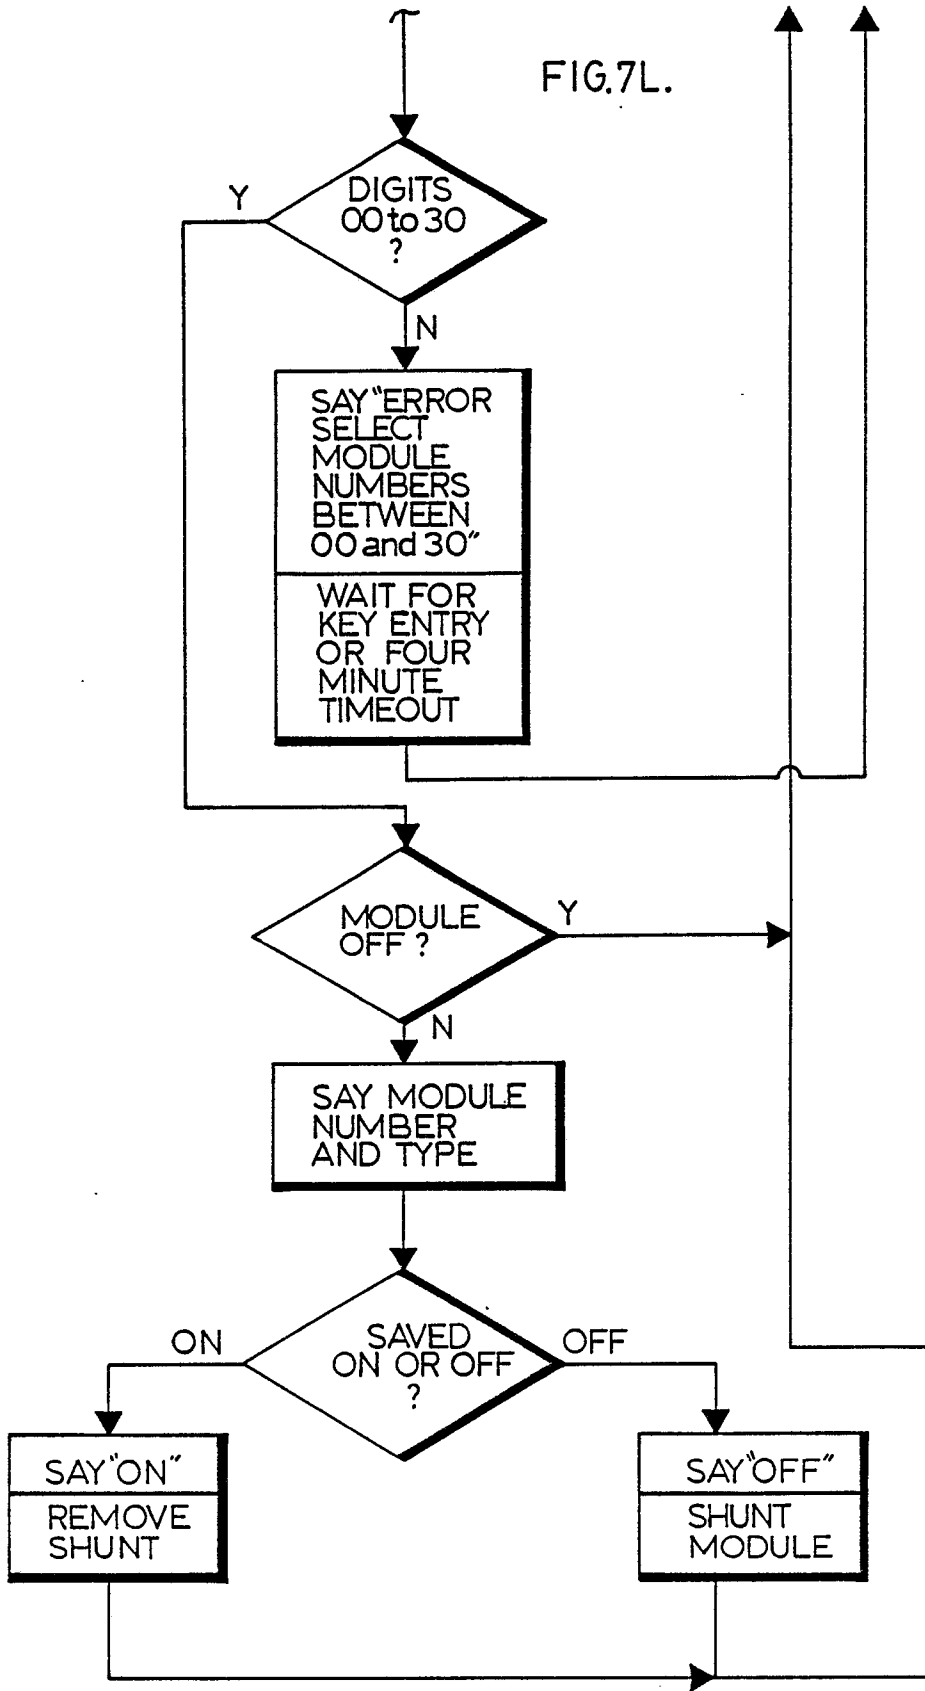 FIG.7L.
DIGITS
00 to 30
?
Y
N
SAY "ERROR
SELECT
MODULE
NUMBERS
BETWEEN
00 and 30"
WAIT FOR
KEY ENTRY
OR FOUR
MINUTE
TIMEOUT
MODULE
OFF ?
Y
N
SAY MODULE
NUMBER
AND TYPE
SAVED
ON OR OFF
?
ON
OFF
SAY "ON"
REMOVE
SHUNT
SAY "OFF"
SHUNT
MODULE